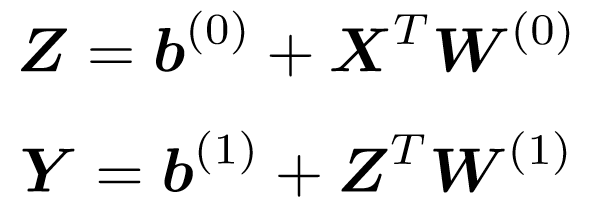 Z = b^{(0)} + X^T W^{(0)}
Y = b^{(1)} + Z^T W^{(1)}